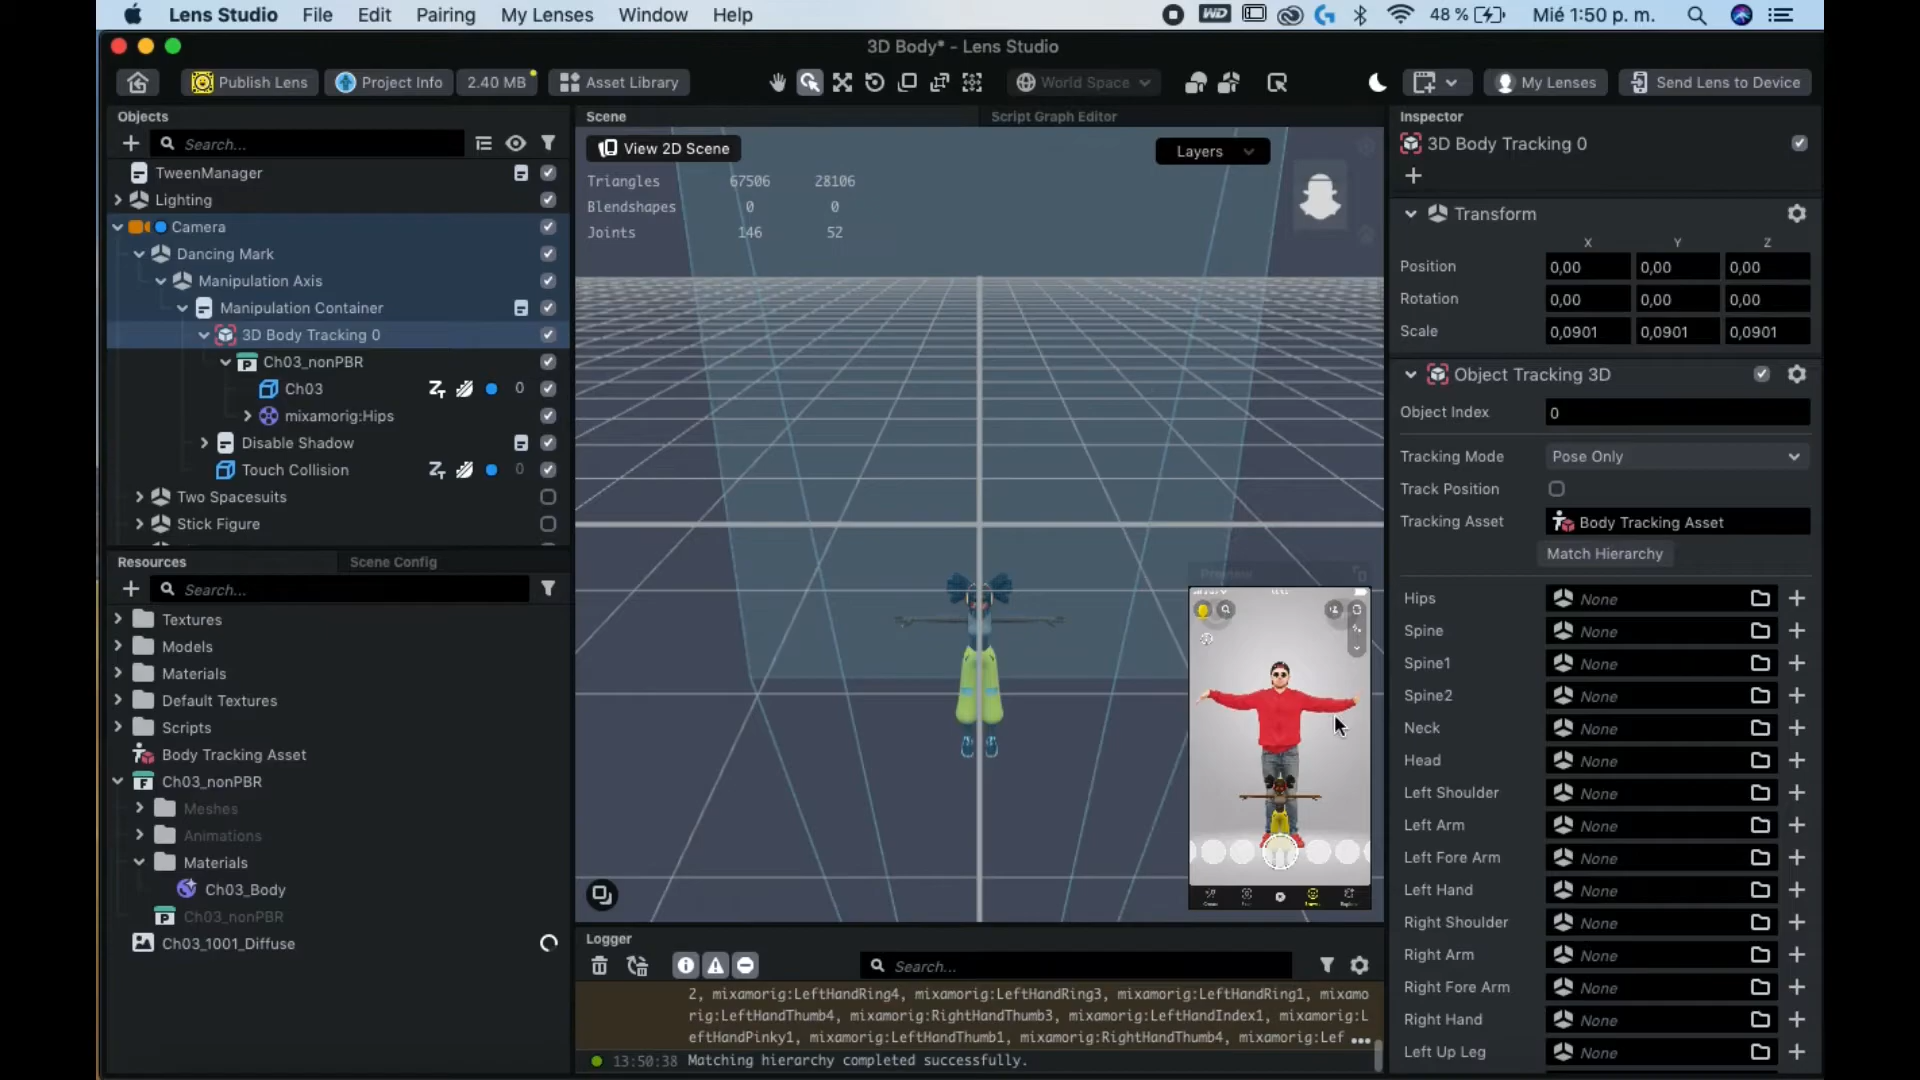 Lens Studio File Edit Pairing My Lenses Window Help
WD 48 % Mié 1:50 p. m.
3D Body* - Lens Studio
Publish Lens Project Info 2.40 MB Asset Library World Space My Lenses Send Lens to Device
Objects
Search...
TweenManager
Lighting
Camera
Dancing Mark
Manipulation Axis
Manipulation Container
3D Body Tracking 0
P Ch03_nonPBR
Ch03 0
mixamorig:Hips
Disable Shadow
Touch Collision 0
Two Spacesuits
Stick Figure
Resources Scene Config
Search...
Textures
Models
Materials
Default Textures
Scripts
Body Tracking Asset
F Ch03_nonPBR
Meshes
Animations
Materials
Ch03_Body
P Ch03_nonPBR
Ch03_1001_Diffuse
Scene Script Graph Editor
View 2D Scene Layers
Triangles 67506 28106
Blendshapes 0 0
Joints 146 52
Preview
Logger
Search...
2, mixamorig:LeftHandRing4, mixamorig:LeftHandRing3, mixamorig:LeftHandRing1, mixamo
rig:LeftHandThumb4, mixamorig:RightHandThumb3, mixamorig:LeftHandIndex1, mixamorig:L
eftHandPinky1, mixamorig:LeftHandThumb1, mixamorig:RightHandThumb4, mixamorig:Lef
13:50:38 Matching hierarchy completed successfully.
Inspector
3D Body Tracking 0
Transform
X Y Z
Position 0,00 0,00 0,00
Rotation 0,00 0,00 0,00
Scale 0,0901 0,0901 0,0901
Object Tracking 3D
Object Index 0
Tracking Mode Pose Only
Track Position
Tracking Asset Body Tracking Asset
Match Hierarchy
Hips None
Spine None
Spine1 None
Spine2 None
Neck None
Head None
Left Shoulder None
Left Arm None
Left Fore Arm None
Left Hand None
Right Shoulder None
Right Arm None
Right Fore Arm None
Right Hand None
Left Up Leg None